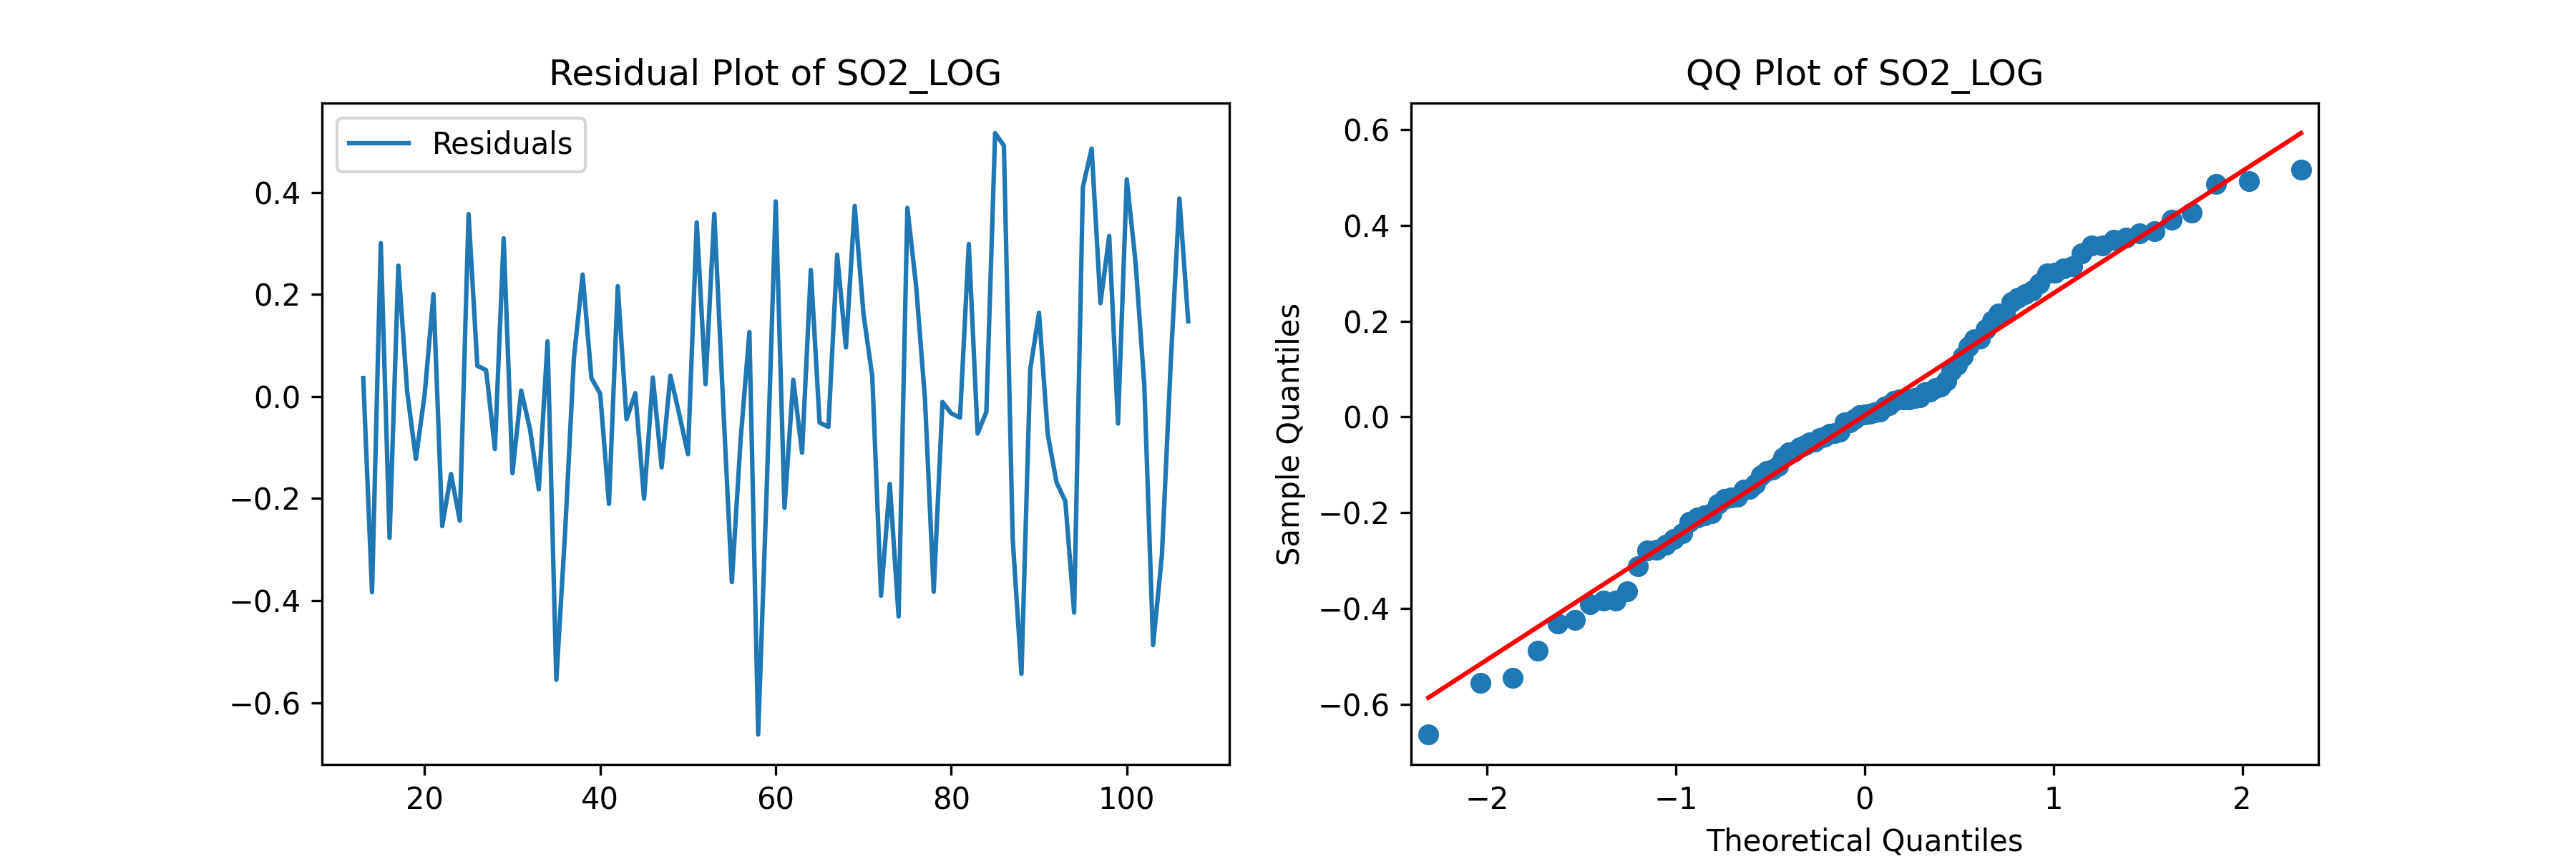 Residual Plot of SO2_LOG
Residuals
0.4
0.2
0.0
−0.2
−0.4
−0.6
20 40 60 80 100
QQ Plot of SO2_LOG
Sample Quantiles
0.6
0.4
0.2
0.0
−0.2
−0.4
−0.6
−2 −1 0 1 2
Theoretical Quantiles